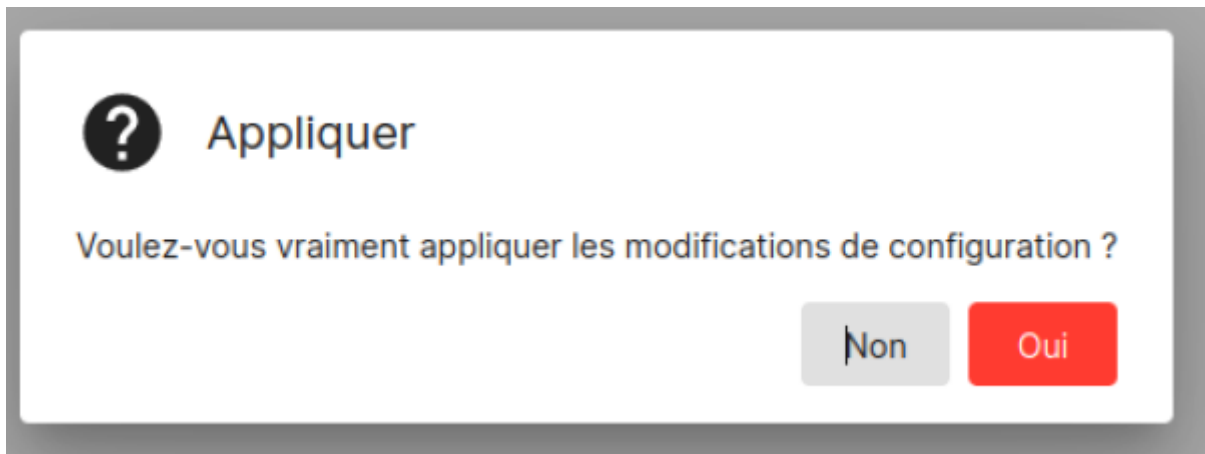 Appliquer
Voulez-vous vraiment appliquer les modifications de configuration ?
Non
Oui